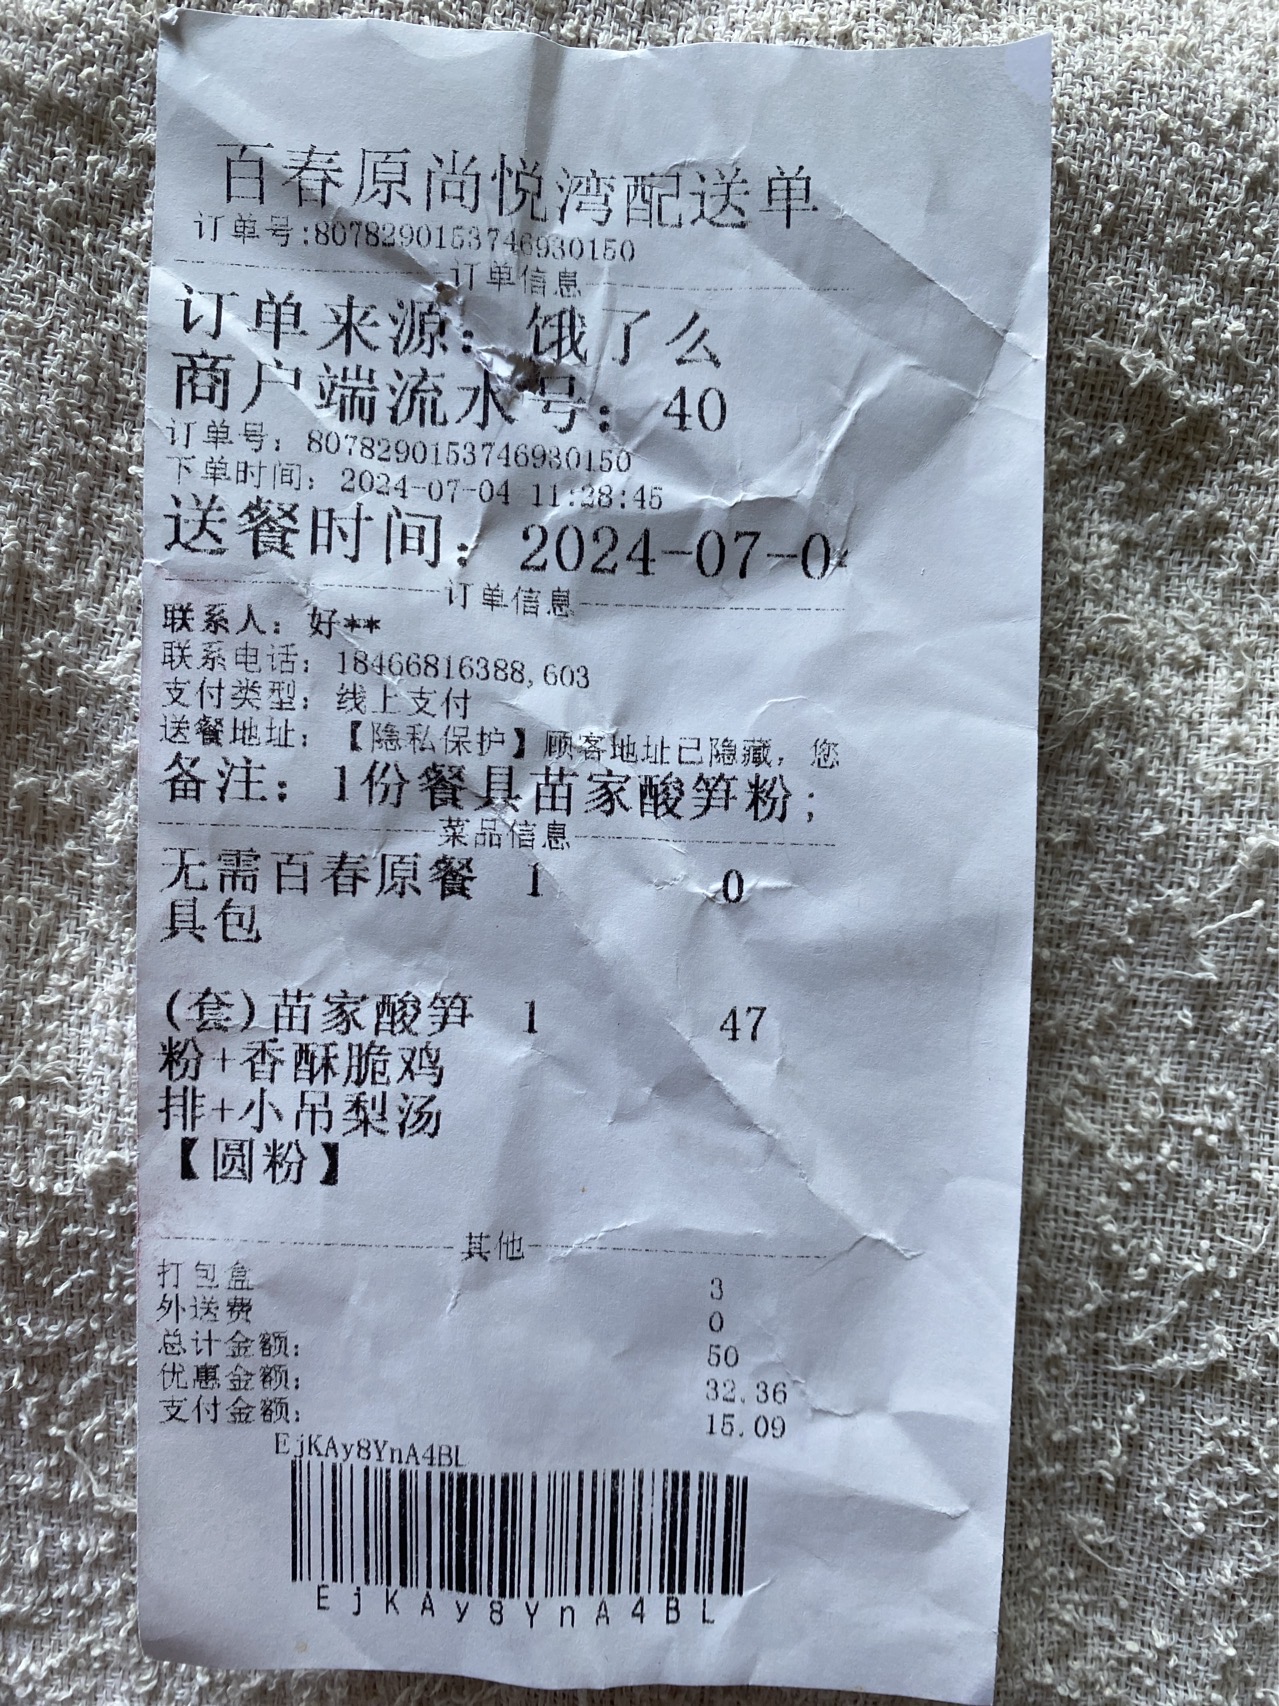 百春原尚悦湾配送单
订单号:8078290153746930150
订单信息
订单来源：饿了么
商户端流水号：40
订单号：8078290153746930150
下单时间：2024-07-04 11:28:45
送餐时间：2024-07-0
订单信息
联系人：好**
联系电话：18466816388,603
支付类型：线上支付
送餐地址：【隐私保护】顾客地址已隐藏，您
备注：1份餐具苗家酸笋粉；
菜品信息
无需百春原餐 1 0
具包
(套)苗家酸笋 1 47
粉+香酥脆鸡
排+小吊梨汤
【圆粉】
其他
打包盒 3
外送费 0
总计金额： 50
优惠金额： 32.36
支付金额： 15.09
EjKAy8YnA4BL
EjKAy8YnA4BL